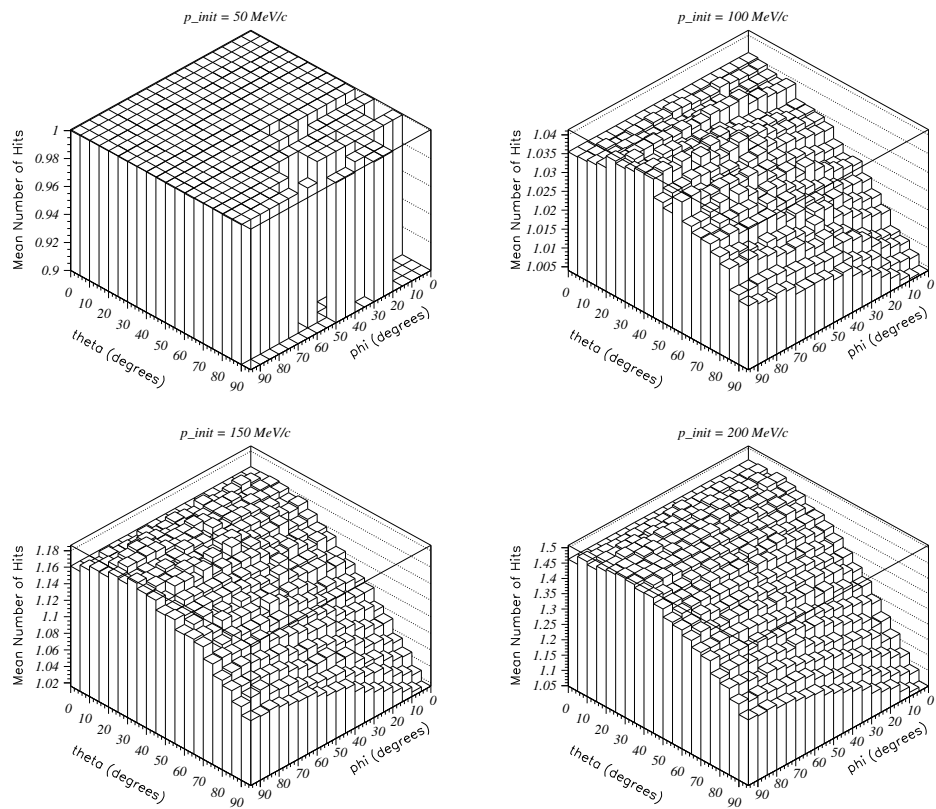 p_init = 50 MeV/c
Mean Number of Hits
1
0.98
0.96
0.94
0.92
0.9
0 10 20 30 40 50 60 70 80 90
theta (degrees)
90 80 70 60 50 40 30 20 10 0
phi (degrees)
p_init = 100 MeV/c
Mean Number of Hits
1.04
1.035
1.03
1.025
1.02
1.015
1.01
1.005
0 10 20 30 40 50 60 70 80 90
theta (degrees)
90 80 70 60 50 40 30 20 10 0
phi (degrees)
p_init = 150 MeV/c
Mean Number of Hits
1.18
1.16
1.14
1.12
1.1
1.08
1.06
1.04
1.02
0 10 20 30 40 50 60 70 80 90
theta (degrees)
90 80 70 60 50 40 30 20 10 0
phi (degrees)
p_init = 200 MeV/c
Mean Number of Hits
1.5
1.45
1.4
1.35
1.3
1.25
1.2
1.15
1.1
1.05
0 10 20 30 40 50 60 70 80 90
theta (degrees)
90 80 70 60 50 40 30 20 10 0
phi (degrees)